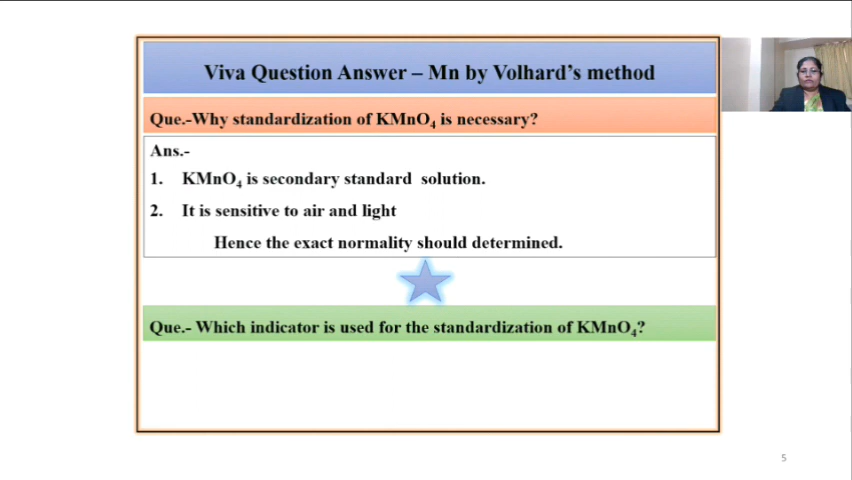 Viva Question Answer – Mn by Volhard's method
Que.-Why standardization of KMnO₄ is necessary?
Ans.-
1. KMnO₄ is secondary standard solution.
2. It is sensitive to air and light
Hence the exact normality should determined.
Que.- Which indicator is used for the standardization of KMnO₄?
5